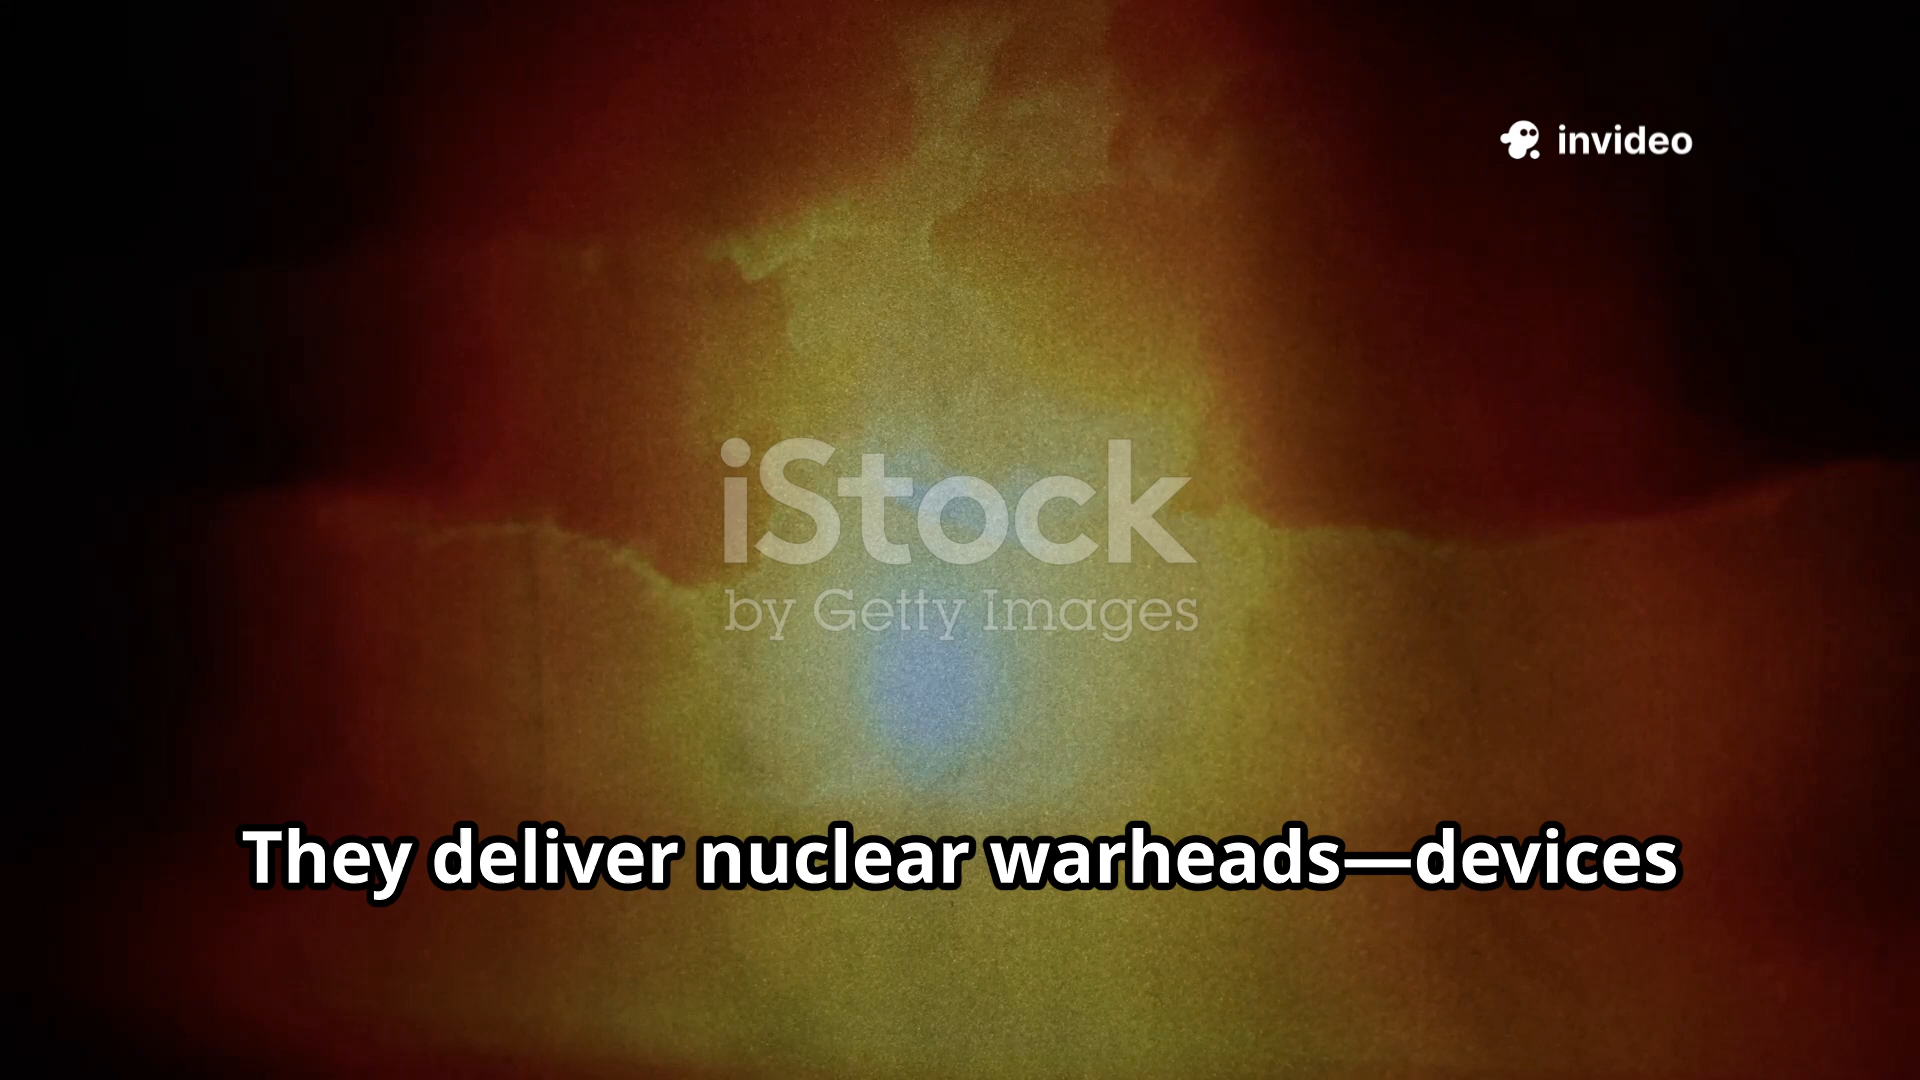 invideo
iStock
by Getty Images
They deliver nuclear warheads—devices